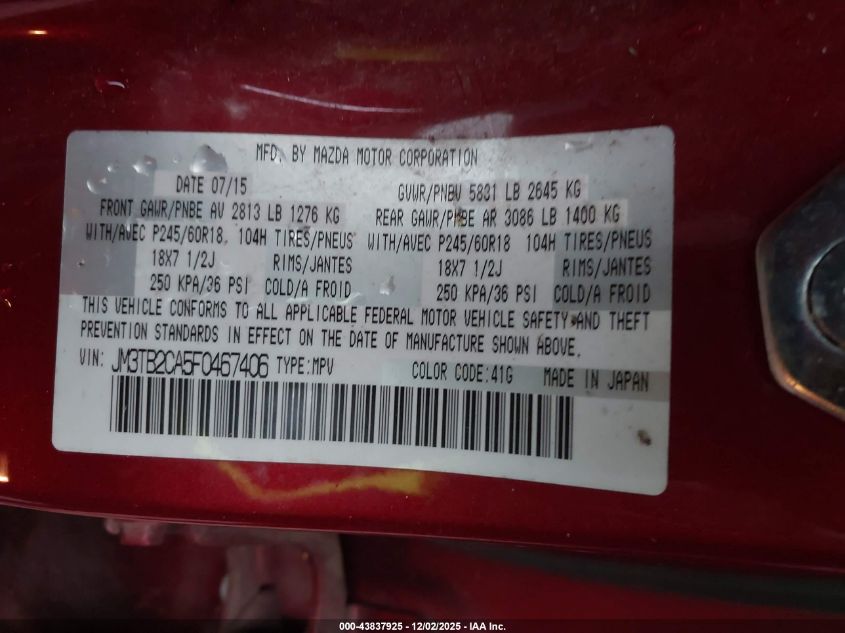 MFD. BY MAZDA MOTOR CORPORATION
DATE 07/15 GVWR/PNBV 5831 LB 2645 KG
FRONT GAWR/PNBE AV 2813 LB 1276 KG REAR GAWR/PNBE AR 3086 LB 1400 KG
WITH/AVEC P245/60R18, 104H TIRES/PNEUS WITH/AVEC P245/60R18 104H TIRES/PNEUS
18X7 1/2J RIMS/JANTES 18X7 1/2J RIMS/JANTES
250 KPA/36 PSI COLD/A FROID 250 KPA/36 PSI COLD/A FROID
THIS VEHICLE CONFORMS TO ALL APPLICABLE FEDERAL MOTOR VEHICLE SAFETY AND THEFT
PREVENTION STANDARDS IN EFFECT ON THE DATE OF MANUFACTURE SHOWN ABOVE.
VIN: JM3TB2CA5F0467406 TYPE:MPV COLOR CODE:41G MADE IN JAPAN
000-43837925 - 12/02/2025 - IAA Inc.